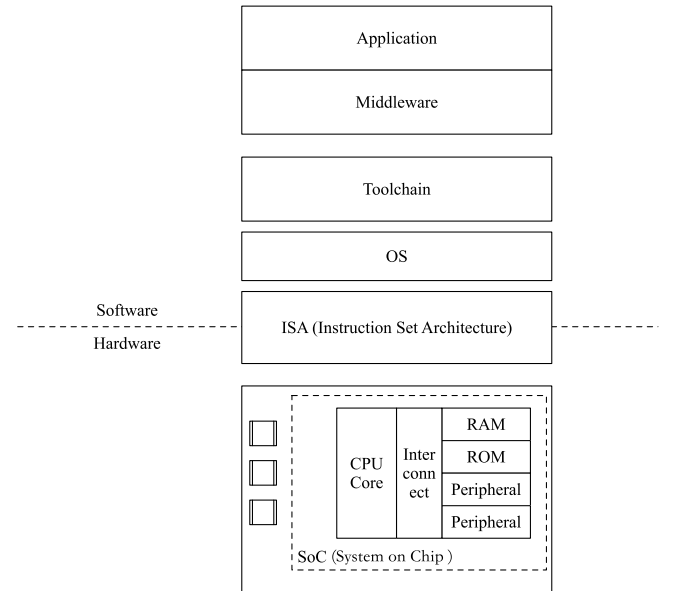 Application
Middleware
Toolchain
OS
Software
ISA (Instruction Set Architecture)
Hardware
CPU
Core
Inter
conn
ect
RAM
ROM
Peripheral
Peripheral
SoC (System on Chip )